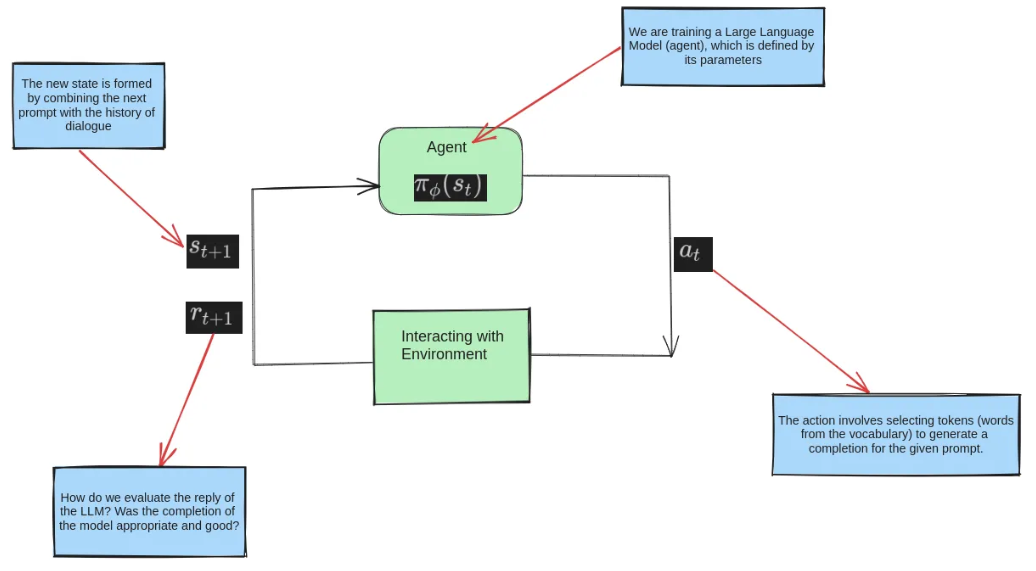 We are training a Large Language
Model (agent), which is defined by
its parameters
The new state is formed
by combining the next
prompt with the history of
dialogue
Agent
π_ϕ(s_t)
s_{t+1}
a_t
r_{t+1}
Interacting with
Environment
The action involves selecting tokens (words
from the vocabulary) to generate a
completion for the given prompt.
How do we evaluate the reply of
the LLM? Was the completion of
the model appropriate and good?